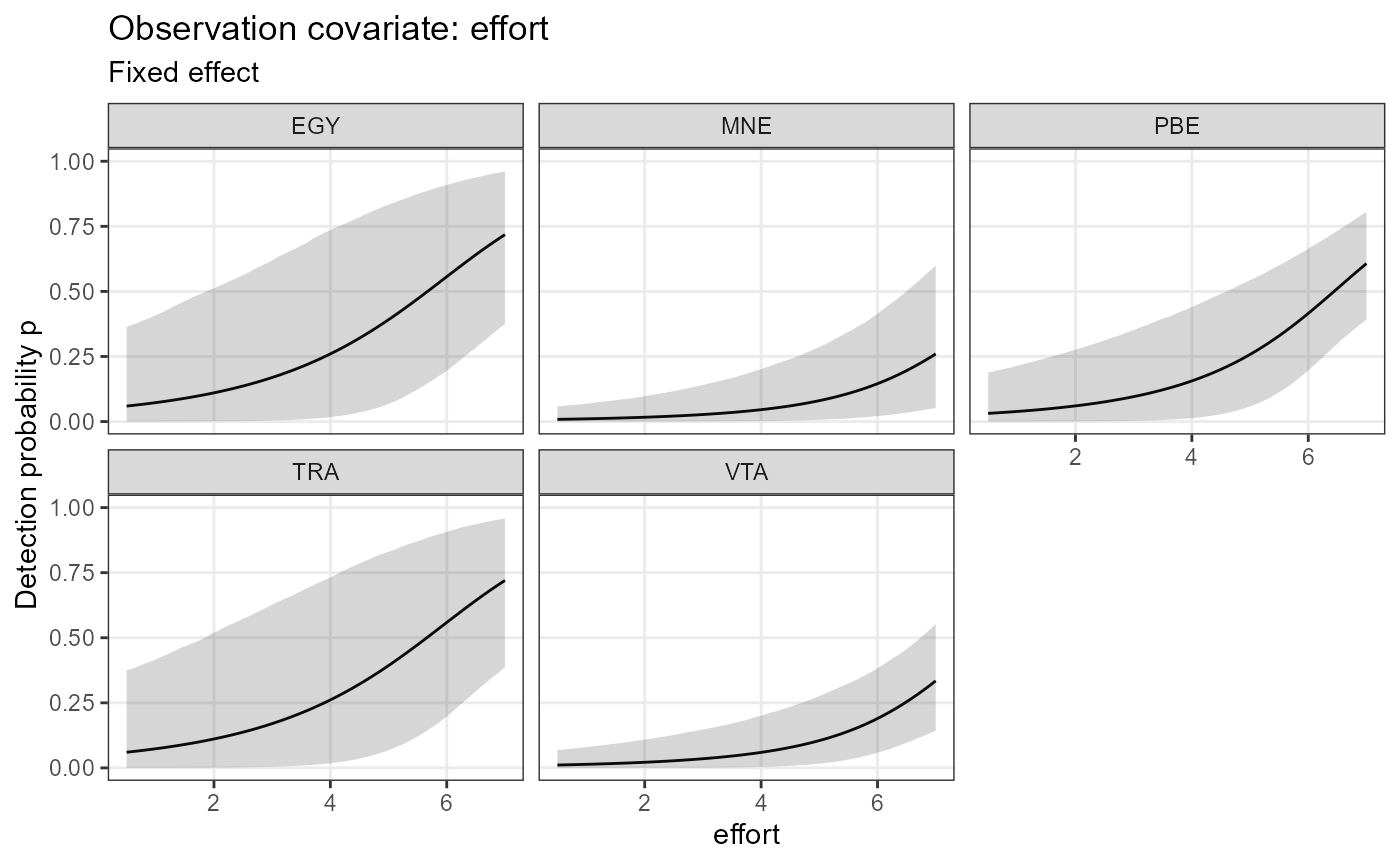 Observation covariate: effort
Fixed effect
EGY
MNE
PBE
1.00
0.75
0.50
0.25
0.00
2
4
6
TRA
VTA
1.00
0.75
0.50
0.25
0.00
2
4
6
2
4
6
Detection probability p
effort